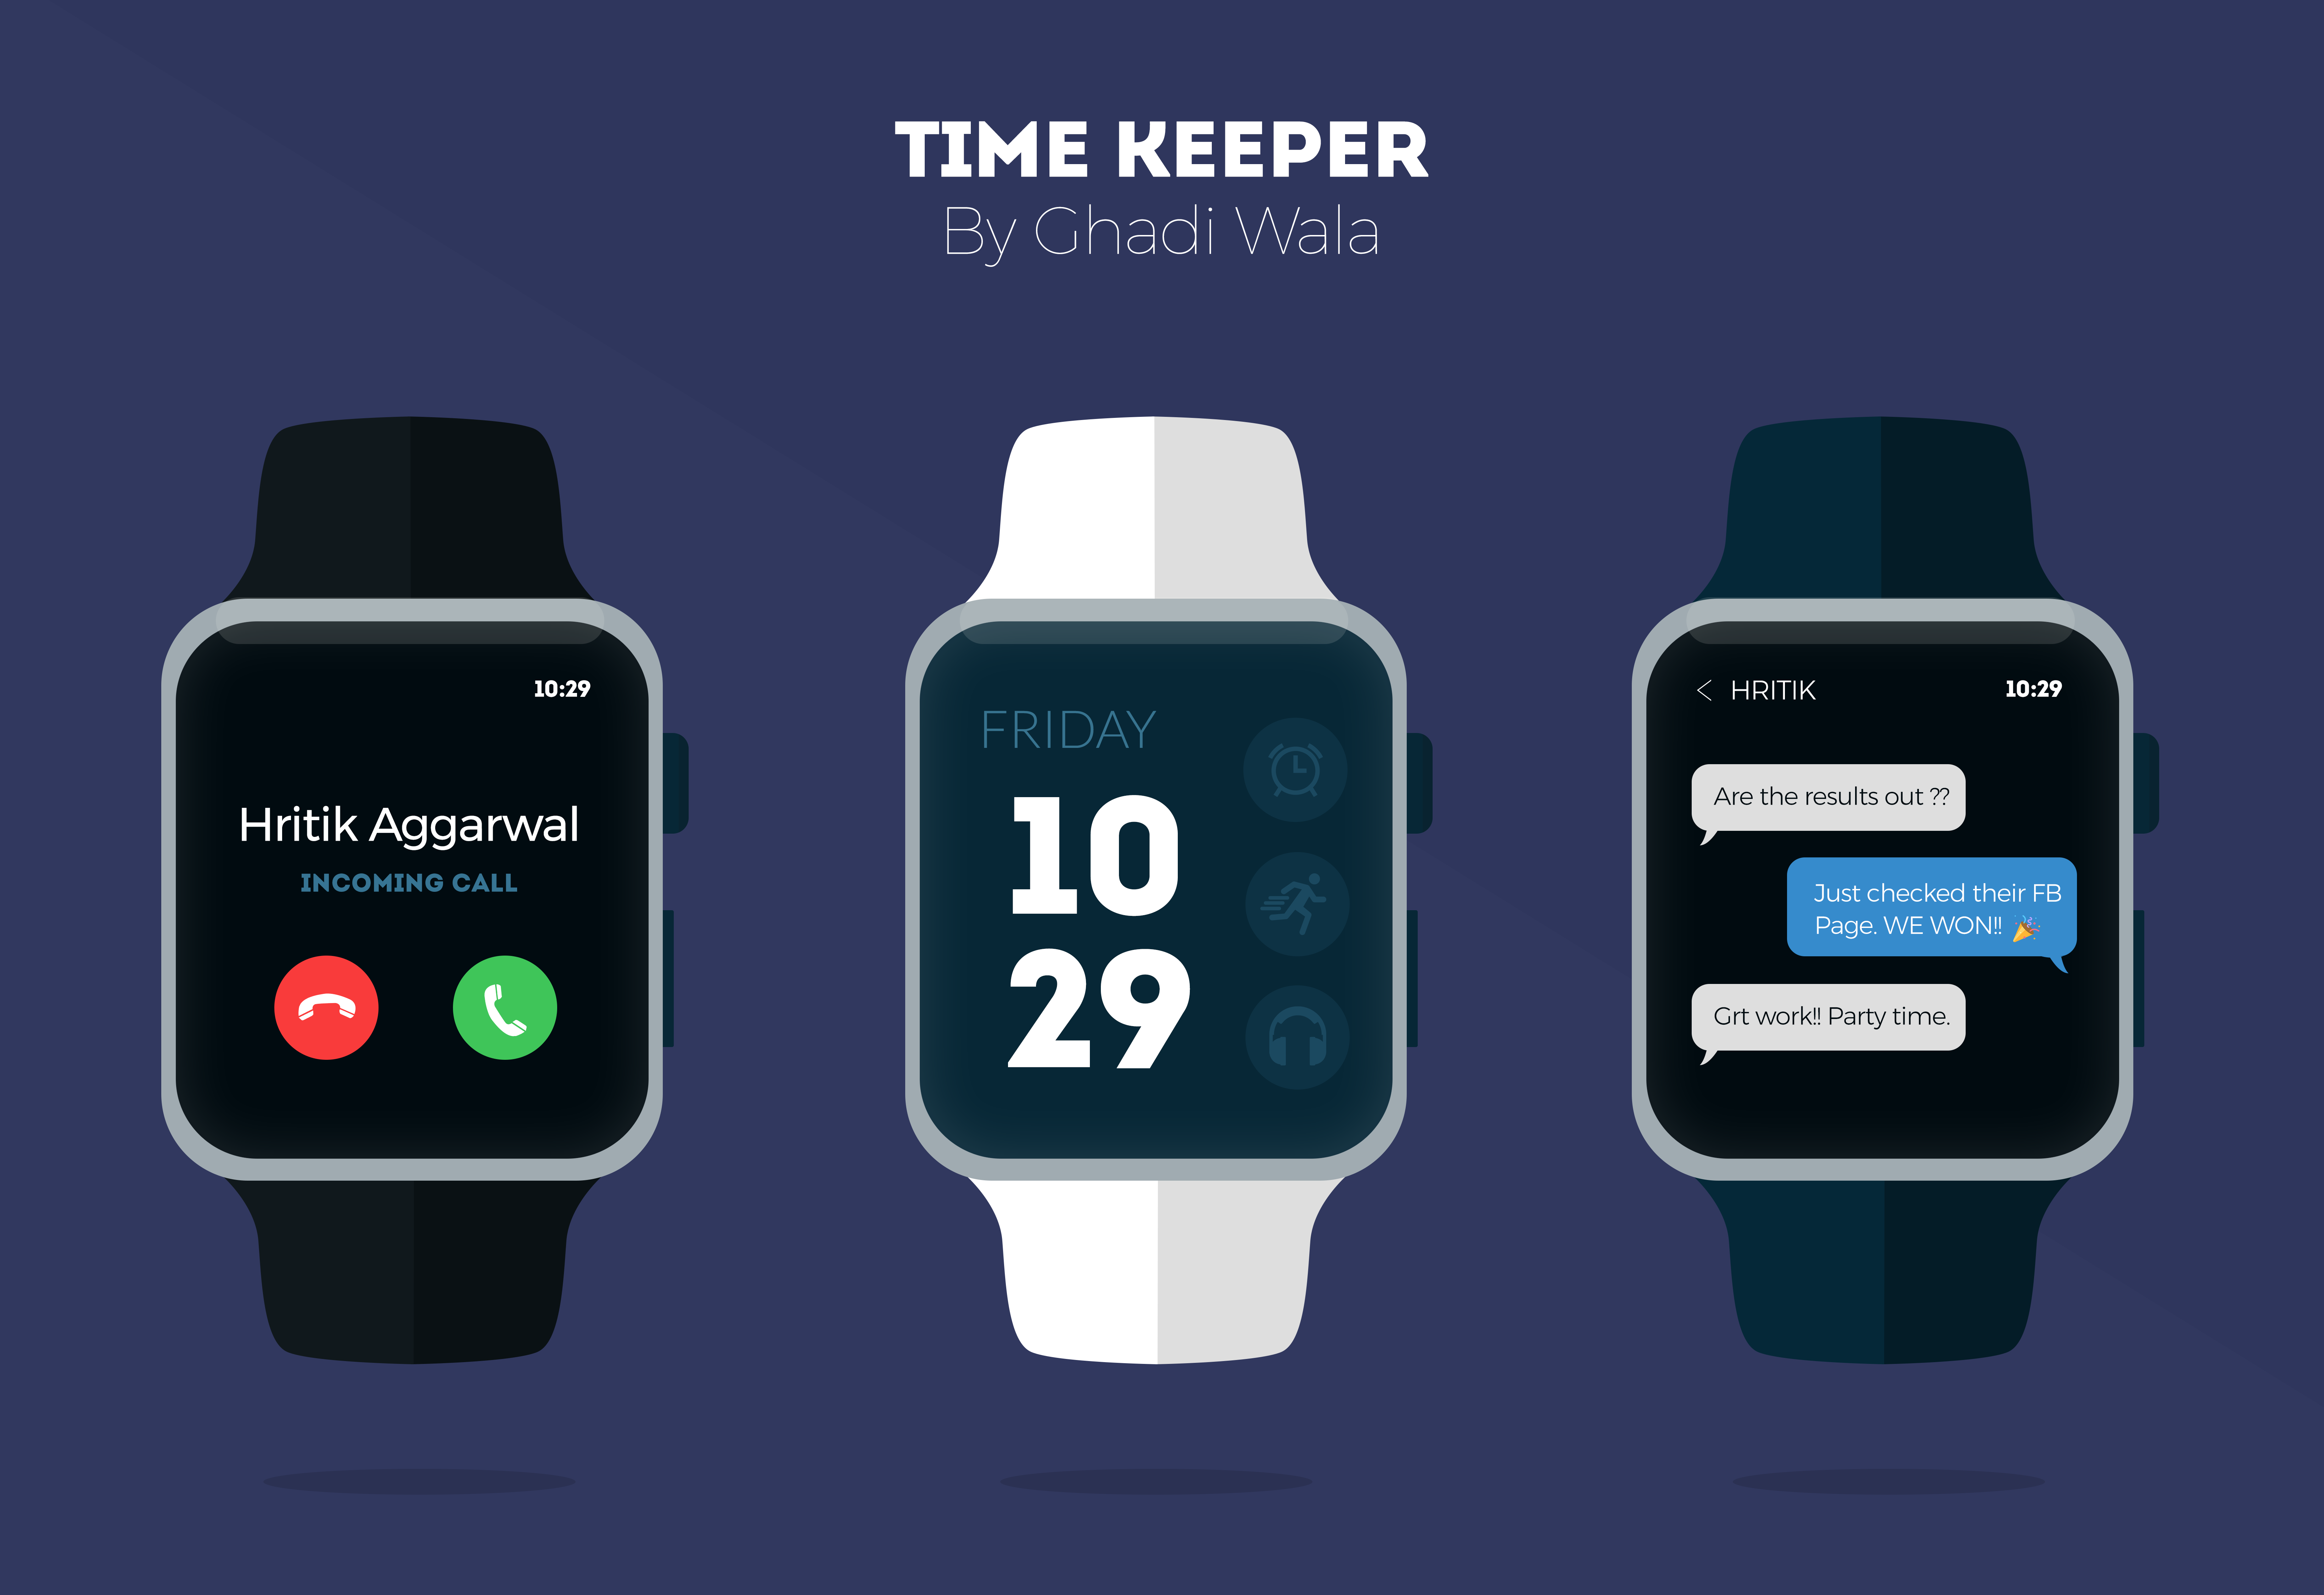 TIME KEEPER
By Ghadi Wala
10:29
Hritik Aggarwal
INCOMING CALL
FRIDAY
10
29
< HRITIK
10:29
Are the results out ??
Just checked their FB
Page. WE WON!! 🎉
Grt work!! Party time.